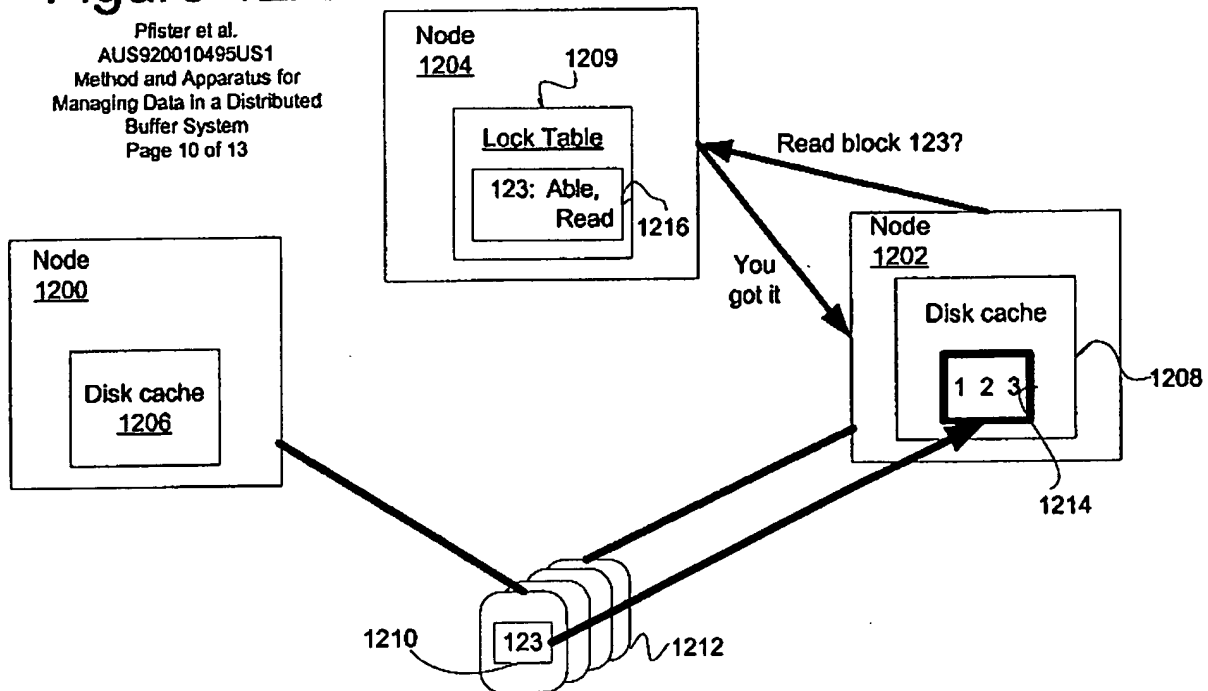 Pfister et al.
AUS920010495US1
Method and Apparatus for
Managing Data in a Distributed
Buffer System
Page 10 of 13
Node
1204
1209
Lock Table
123: Able,
Read
1216
Read block 123?
You
got it
Node
1200
Disk cache
1206
Node
1202
Disk cache
1 2 3
1208
1214
1210
123
1212